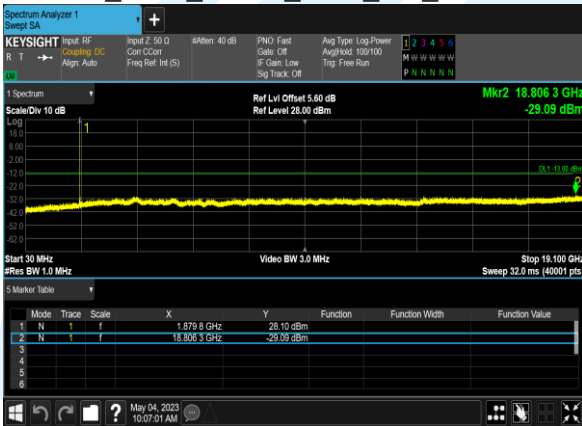 Spectrum Analyzer 1
Swept SA
+
KEYSIGHT Input: RF Input Z: 50 Ω #Atten: 40 dB PNO: Fast Avg Type: Log-Power 1 2 3 4 5 6
R T Coupling: DC Corr CCorr Gate: Off Avg|Hold: 100/100 M W W W W W
Align: Auto Freq Ref: Int (S) IF Gain: Low Trig: Free Run
LU Sig Track: Off P N N N N N
1 Spectrum Ref Lvl Offset 5.60 dB Mkr2 18.806 3 GHz
Scale/Div 10 dB Ref Level 28.00 dBm -29.09 dBm
Log
1
18.0
8.00
-2.00
DL1 -13.00 dBm
-12.0
-22.0
-32.0
-42.0
-52.0
-62.0
Start 30 MHz Video BW 3.0 MHz Stop 19.100 GHz
#Res BW 1.0 MHz Sweep 32.0 ms (40001 pts
5 Marker Table
Mode Trace Scale X Y Function Function Width Function Value
1 N 1 f 1.879 8 GHz 28.10 dBm
2 N 1 f 18.806 3 GHz -29.09 dBm
3
4
5
6
? May 04, 2023
10:07:01 AM